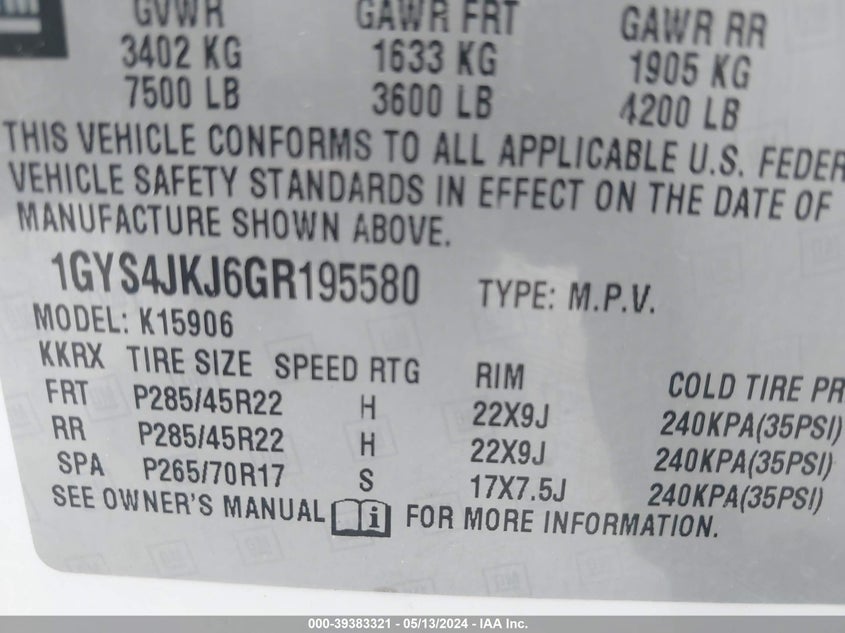 GVWR GAWR FRT GAWR RR
3402 KG 1633 KG 1905 KG
7500 LB 3600 LB 4200 LB
THIS VEHICLE CONFORMS TO ALL APPLICABLE U.S. FEDER
VEHICLE SAFETY STANDARDS IN EFFECT ON THE DATE OF
MANUFACTURE SHOWN ABOVE.
1GYS4JKJ6GR195580 TYPE: M.P.V.
MODEL: K15906
KKRX TIRE SIZE SPEED RTG RIM COLD TIRE PR
FRT P285/45R22 H 22X9J 240KPA(35PSI)
RR P285/45R22 H 22X9J 240KPA(35PSI)
SPA P265/70R17 S 17X7.5J 240KPA(35PSI)
SEE OWNER'S MANUAL i FOR MORE INFORMATION.
000-39383321 - 05/13/2024 - IAA Inc.